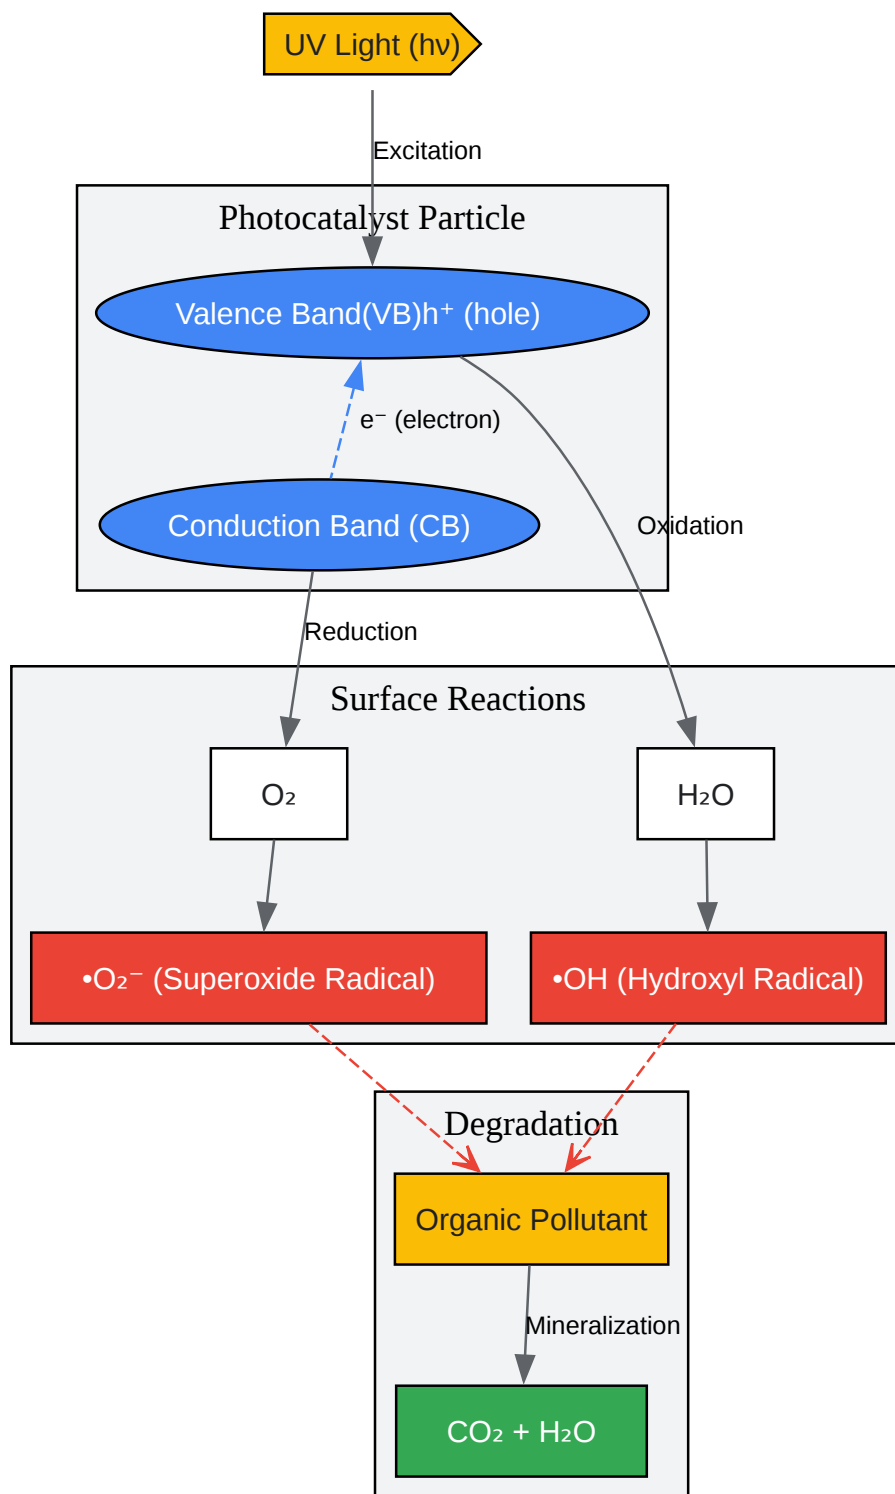 UV Light (hν)
Excitation
Photocatalyst Particle
Valence Band(VB)h⁺ (hole)
e⁻ (electron)
Conduction Band (CB)
Oxidation
Reduction
Surface Reactions
O₂
H₂O
•O₂⁻ (Superoxide Radical)
•OH (Hydroxyl Radical)
Degradation
Organic Pollutant
Mineralization
CO₂ + H₂O